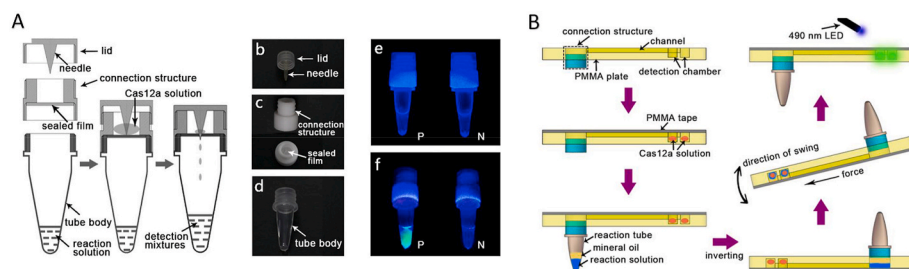 A
lid
needle
connection structure
Cas12a solution
sealed film
tube body
reaction
solution
detection
mixtures
b
lid
needle
c
connection
structure
sealed
film
d
tube body
e
P
N
f
P
N
B
connection structure
channel
PMMA plate
detection chamber
490 nm LED
PMMA tape
Cas12a solution
direction of swing
force
reaction tube
mineral oil
reaction solution
inverting